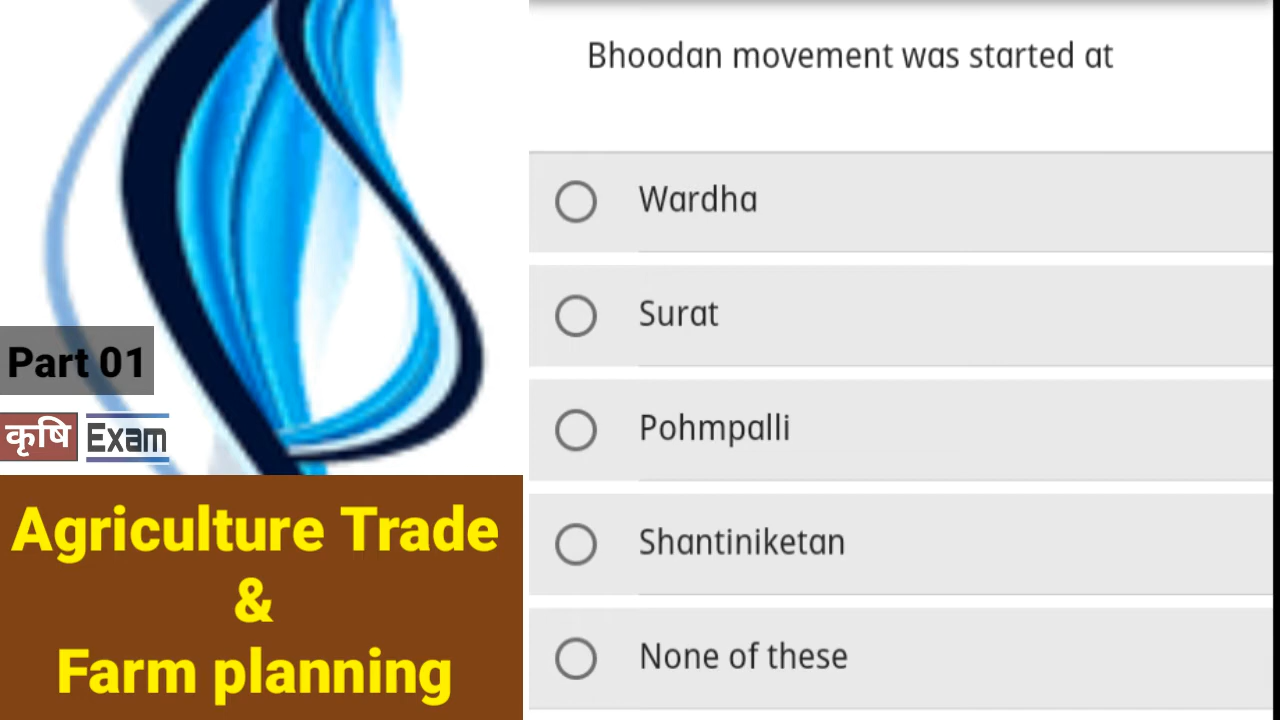 Part 01
कृषि Exam
Agriculture Trade
&
Farm planning
Bhoodan movement was started at
Wardha
Surat
Pohmpalli
Shantiniketan
None of these